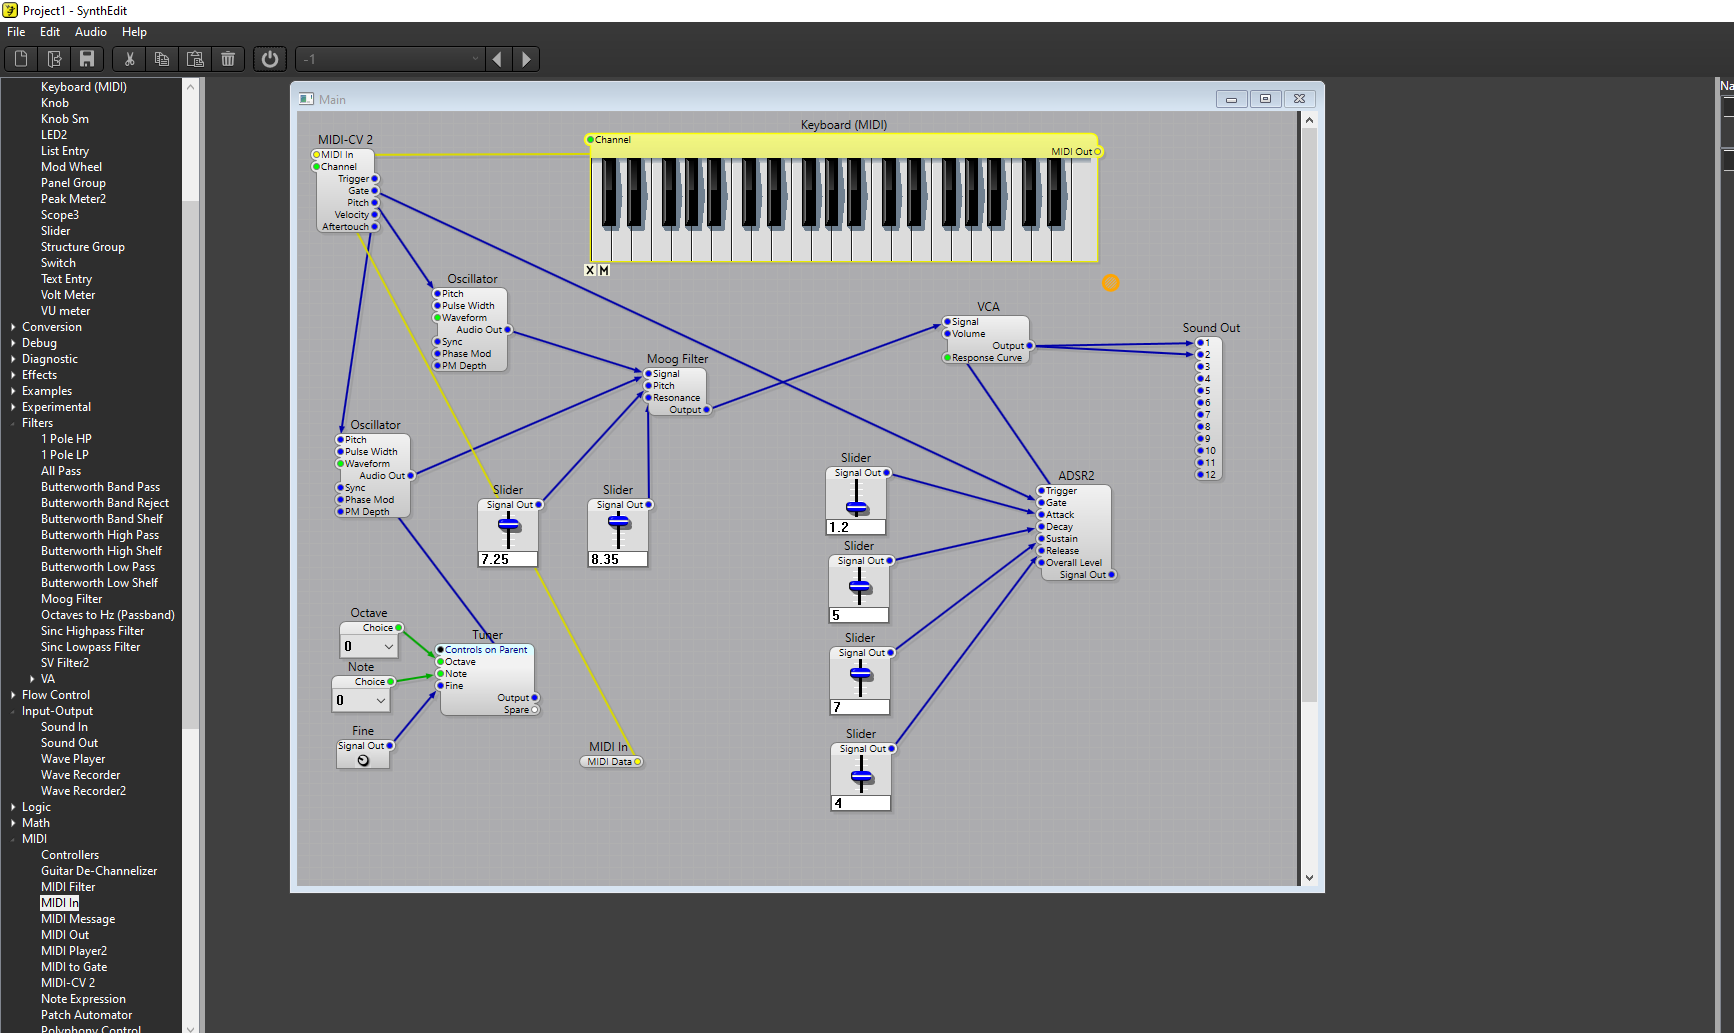 Project1 - SynthEdit
File Edit Audio Help
-1
Keyboard (MIDI)
Knob
Knob Sm
LED2
List Entry
Mod Wheel
Panel Group
Peak Meter2
Scope3
Slider
Structure Group
Switch
Text Entry
Volt Meter
VU meter
Conversion
Debug
Diagnostic
Effects
Examples
Experimental
Filters
1 Pole HP
1 Pole LP
All Pass
Butterworth Band Pass
Butterworth Band Reject
Butterworth Band Shelf
Butterworth High Pass
Butterworth High Shelf
Butterworth Low Pass
Butterworth Low Shelf
Moog Filter
Octaves to Hz (Passband)
Sinc Highpass Filter
Sinc Lowpass Filter
SV Filter2
VA
Flow Control
Input-Output
Sound In
Sound Out
Wave Player
Wave Recorder
Wave Recorder2
Logic
Math
MIDI
Controllers
Guitar De-Channelizer
MIDI Filter
MIDI In
MIDI Message
MIDI Out
MIDI Player2
MIDI to Gate
MIDI-CV 2
Note Expression
Patch Automator
Polyphony Control
Main
MIDI-CV 2
MIDI In
Channel
Trigger
Gate
Pitch
Velocity
Aftertouch
Keyboard (MIDI)
Channel
MIDI Out
X M
Oscillator
Pitch
Pulse Width
Waveform
Audio Out
Sync
Phase Mod
PM Depth
Oscillator
Pitch
Pulse Width
Waveform
Audio Out
Sync
Phase Mod
PM Depth
Moog Filter
Signal
Pitch
Resonance
Output
VCA
Signal
Volume
Output
Response Curve
Sound Out
1
2
3
4
5
6
7
8
9
10
11
12
Slider
Signal Out
7.25
Slider
Signal Out
8.35
Slider
Signal Out
1.2
Slider
Signal Out
5
Slider
Signal Out
7
Slider
Signal Out
4
ADSR2
Trigger
Gate
Attack
Decay
Sustain
Release
Overall Level
Signal Out
Octave
Choice
0
Note
Choice
0
Fine
Signal Out
Tuner
Controls on Parent
Octave
Note
Fine
Output
Spare
MIDI In
MIDI Data
Na